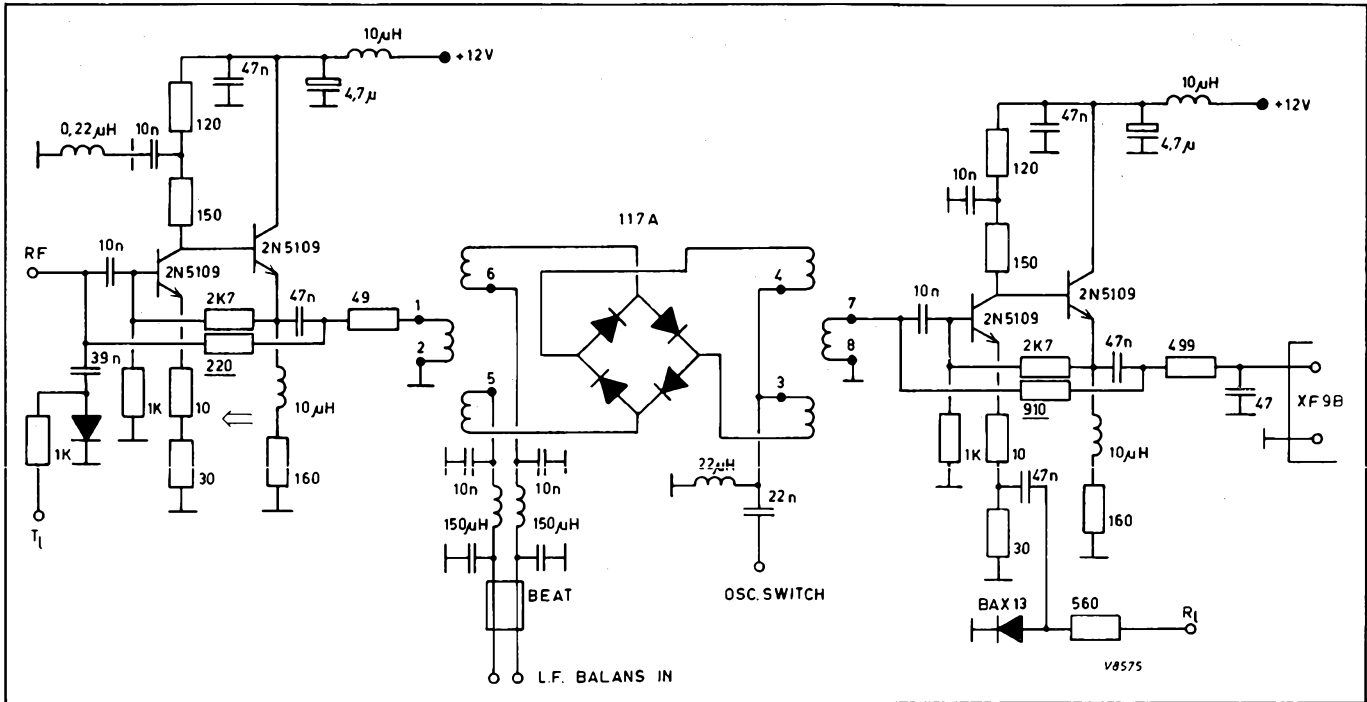 10µH
+12V
47n
4,7µ
120
0,22µH
10n
150
RF
10n
2N5109
2N5109
2K7
47n
49
220
39n
1K
10
10µH
1K
30
160
T_l
117A
6
4
1
2
7
8
5
3
10n
10n
150µH
150µH
BEAT
L.F. BALANS IN
22µH
22n
OSC. SWITCH
10µH
+12V
47n
4,7µ
120
10n
150
10n
2N5109
2N5109
2K7
47n
499
910
47
XF9B
1K
10
47n
10µH
30
160
BAX13
560
R_l
V8575